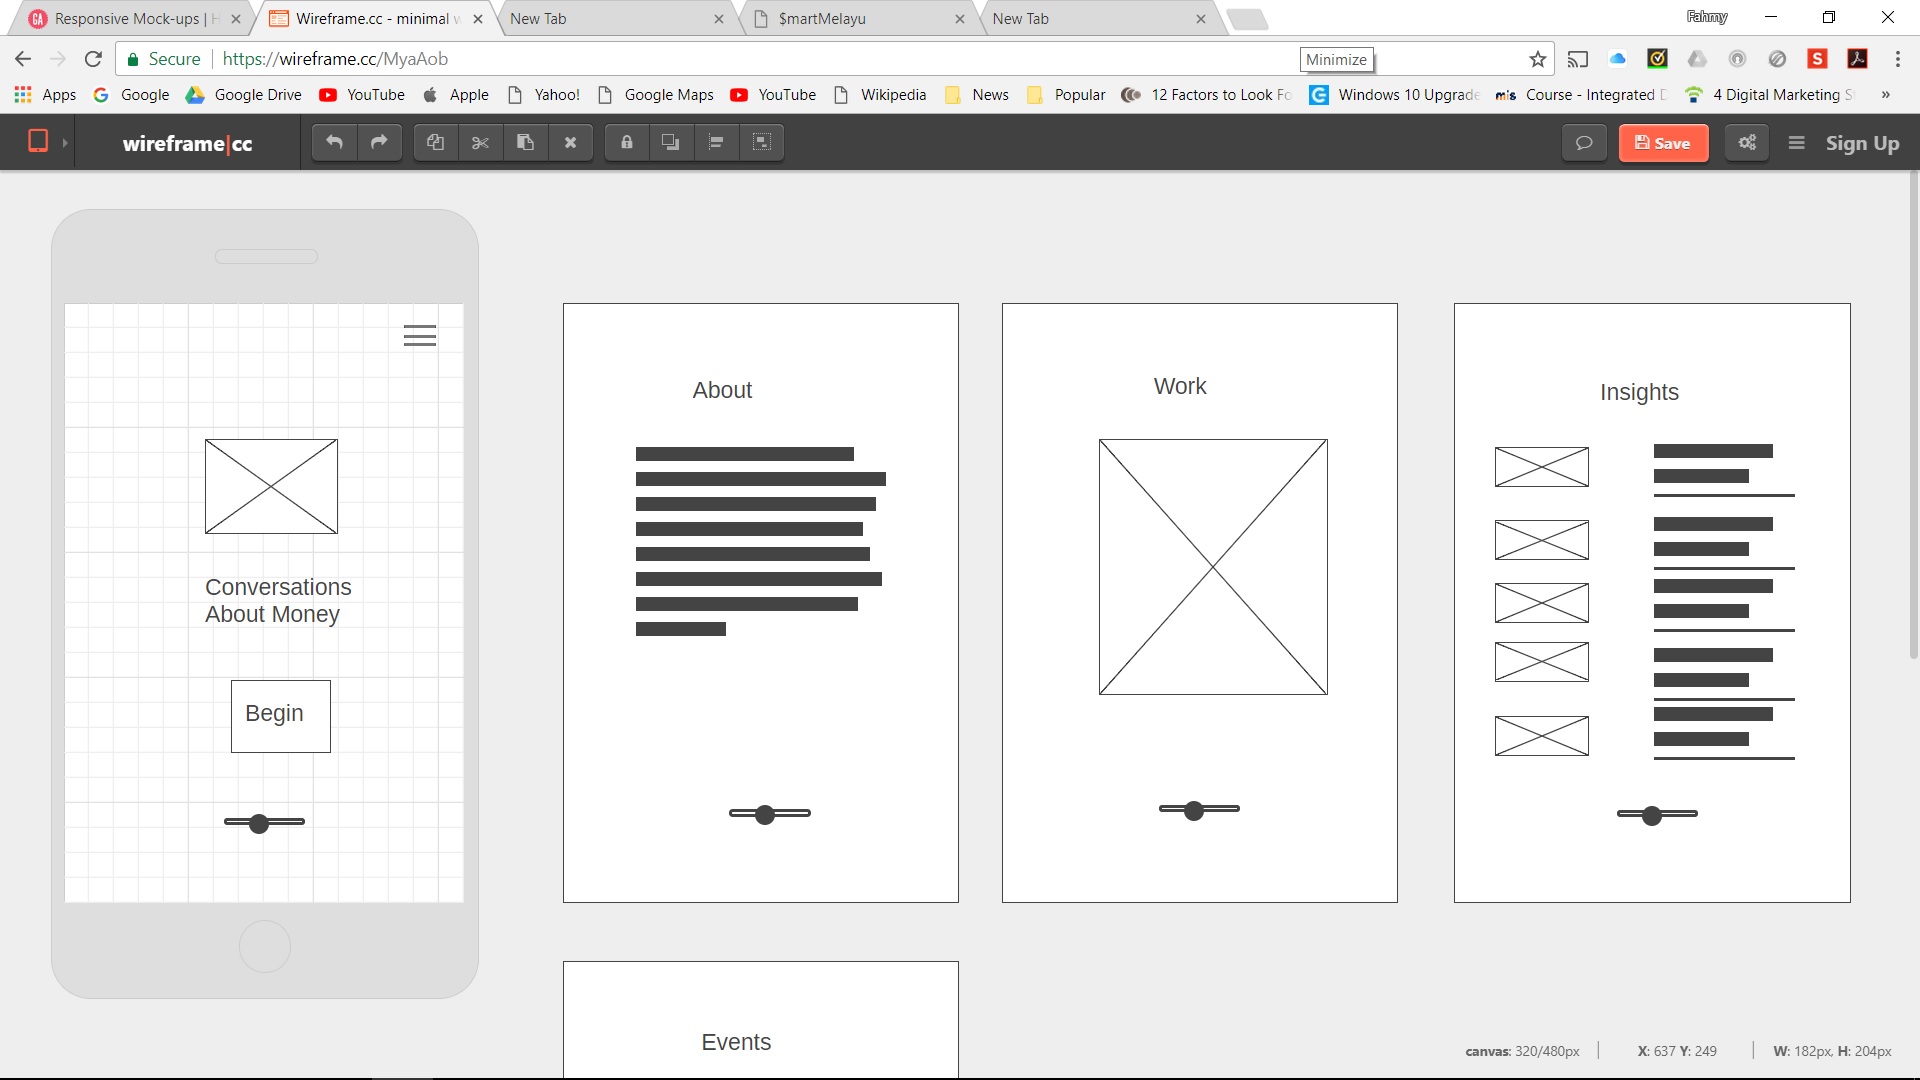 Responsive Mock-ups |
Wireframe.cc - minimal
New Tab
$martMelayu
New Tab
Fahmy
Secure
https://wireframe.cc/MyaAob
Minimize
Apps
Google
Google Drive
YouTube
Apple
Yahoo!
Google Maps
YouTube
Wikipedia
News
Popular
12 Factors to Look Fo
Windows 10 Upgrade
mis
Course - Integrated
4 Digital Marketing S
»
wireframe|cc
Save
Sign Up
Conversations
About Money
Begin
About
Work
Insights
Events
canvas: 320/480px
X: 637 Y: 249
W: 182px, H: 204px